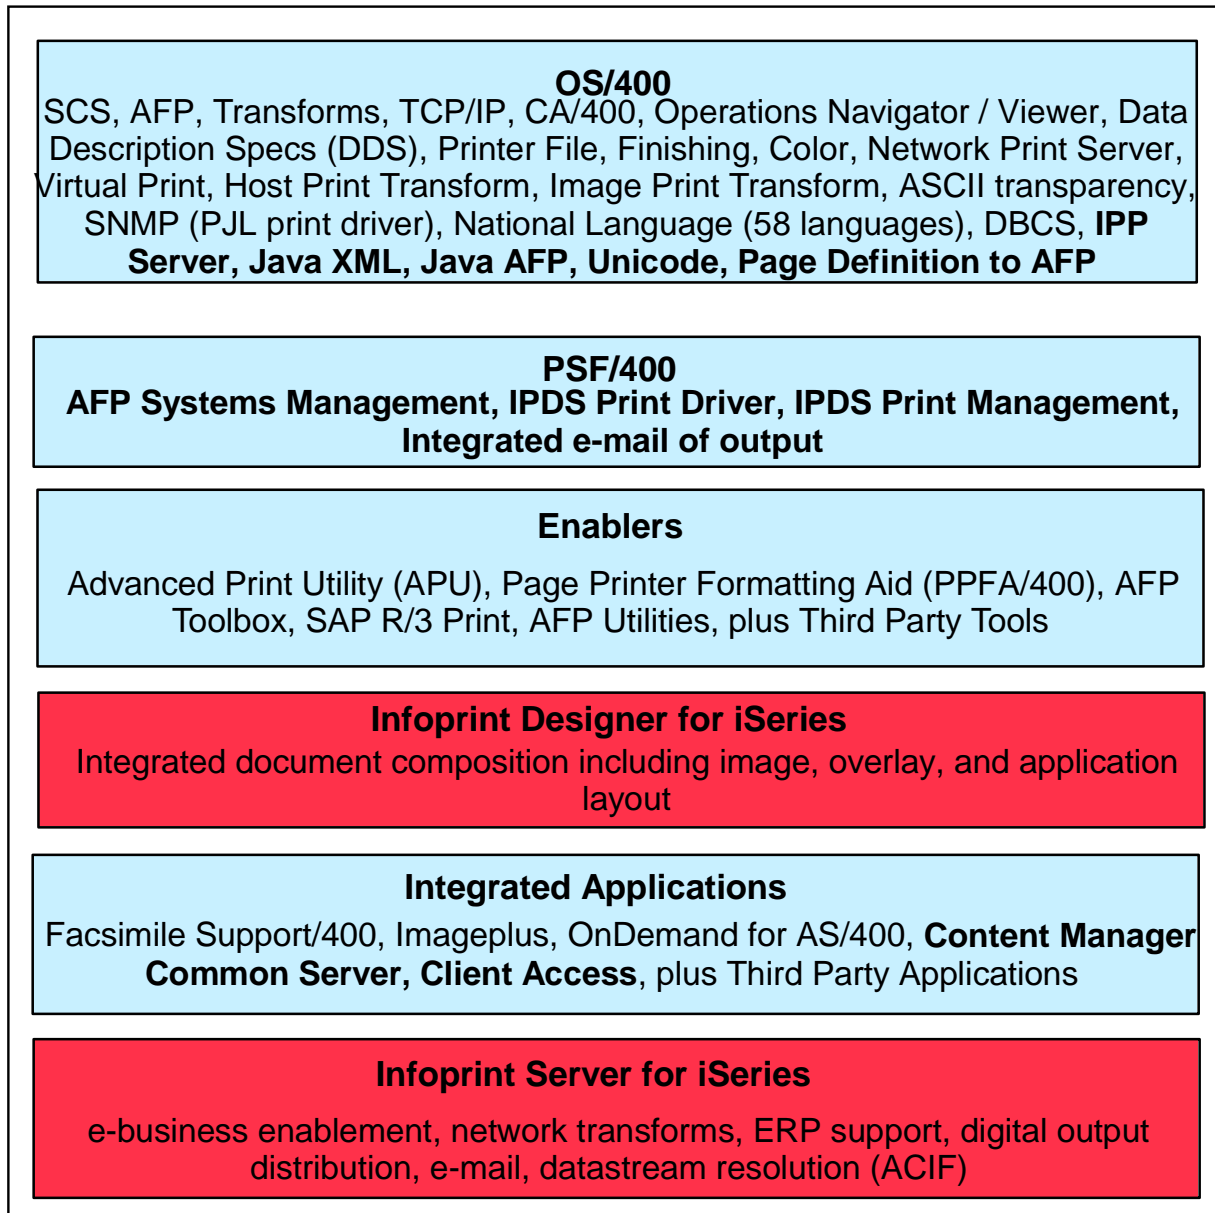 OS/400
SCS, AFP, Transforms, TCP/IP, CA/400, Operations Navigator / Viewer, Data
Description Specs (DDS), Printer File, Finishing, Color, Network Print Server,
Virtual Print, Host Print Transform, Image Print Transform, ASCII transparency,
SNMP (PJL print driver), National Language (58 languages), DBCS, IPP
Server, Java XML, Java AFP, Unicode, Page Definition to AFP
PSF/400
AFP Systems Management, IPDS Print Driver, IPDS Print Management,
Integrated e-mail of output
Enablers
Advanced Print Utility (APU), Page Printer Formatting Aid (PPFA/400), AFP
Toolbox, SAP R/3 Print, AFP Utilities, plus Third Party Tools
Infoprint Designer for iSeries
Integrated document composition including image, overlay, and application
layout
Integrated Applications
Facsimile Support/400, Imageplus, OnDemand for AS/400, Content Manager
Common Server, Client Access, plus Third Party Applications
Infoprint Server for iSeries
e-business enablement, network transforms, ERP support, digital output
distribution, e-mail, datastream resolution (ACIF)